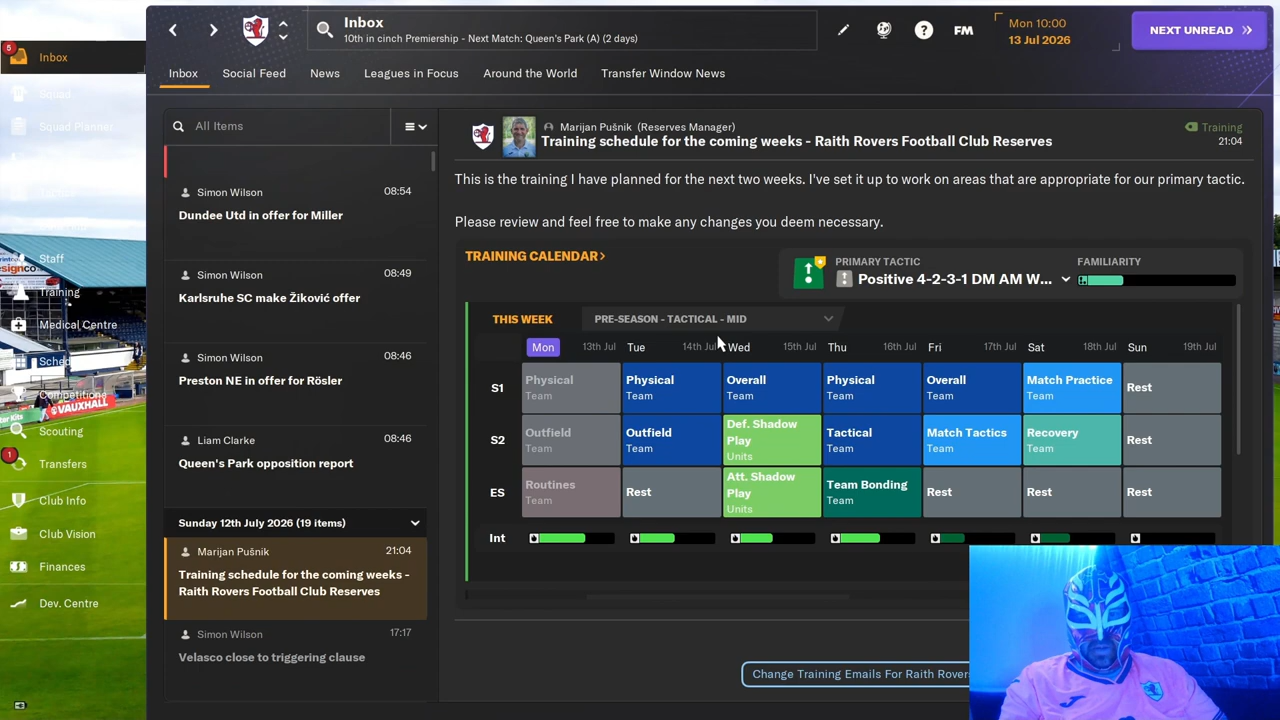 Inbox
10th in cinch Premiership - Next Match: Queen's Park (A) (2 days)
FM
Mon 10:00
13 Jul 2026
NEXT UNREAD
5
Inbox
Squad
Squad Planner
Staff
Training
Medical Centre
Sched
Competitions
Scouting
1
Transfers
Club Info
Club Vision
Finances
Dev. Centre
Inbox
Social Feed
News
Leagues in Focus
Around the World
Transfer Window News
All Items
Simon Wilson 08:54
Dundee Utd in offer for Miller
Simon Wilson 08:49
Karlsruhe SC make Žiković offer
Simon Wilson 08:46
Preston NE in offer for Rösler
Liam Clarke 08:46
Queen's Park opposition report
Sunday 12th July 2026 (19 items)
Marijan Pušnik 21:04
Training schedule for the coming weeks -
Raith Rovers Football Club Reserves
Simon Wilson 17:17
Velasco close to triggering clause
Marijan Pušnik (Reserves Manager)
Training schedule for the coming weeks - Raith Rovers Football Club Reserves
Training
21:04
This is the training I have planned for the next two weeks. I've set it up to work on areas that are appropriate for our primary tactic.
Please review and feel free to make any changes you deem necessary.
TRAINING CALENDAR
PRIMARY TACTIC
Positive 4-2-3-1 DM AM W...
FAMILIARITY
THIS WEEK
PRE-SEASON - TACTICAL - MID
Mon 13th Jul Tue 14th Jul Wed 15th Jul Thu 16th Jul Fri 17th Jul Sat 18th Jul Sun 19th Jul
S1
Physical
Team
Physical
Team
Overall
Team
Physical
Team
Overall
Team
Match Practice
Team
Rest
S2
Outfield
Team
Outfield
Team
Def. Shadow
Play
Units
Tactical
Team
Match Tactics
Team
Recovery
Team
Rest
ES
Routines
Team
Rest
Att. Shadow
Play
Units
Team Bonding
Team
Rest
Rest
Rest
Int
Change Training Emails For Raith Rover
VAUXHALL